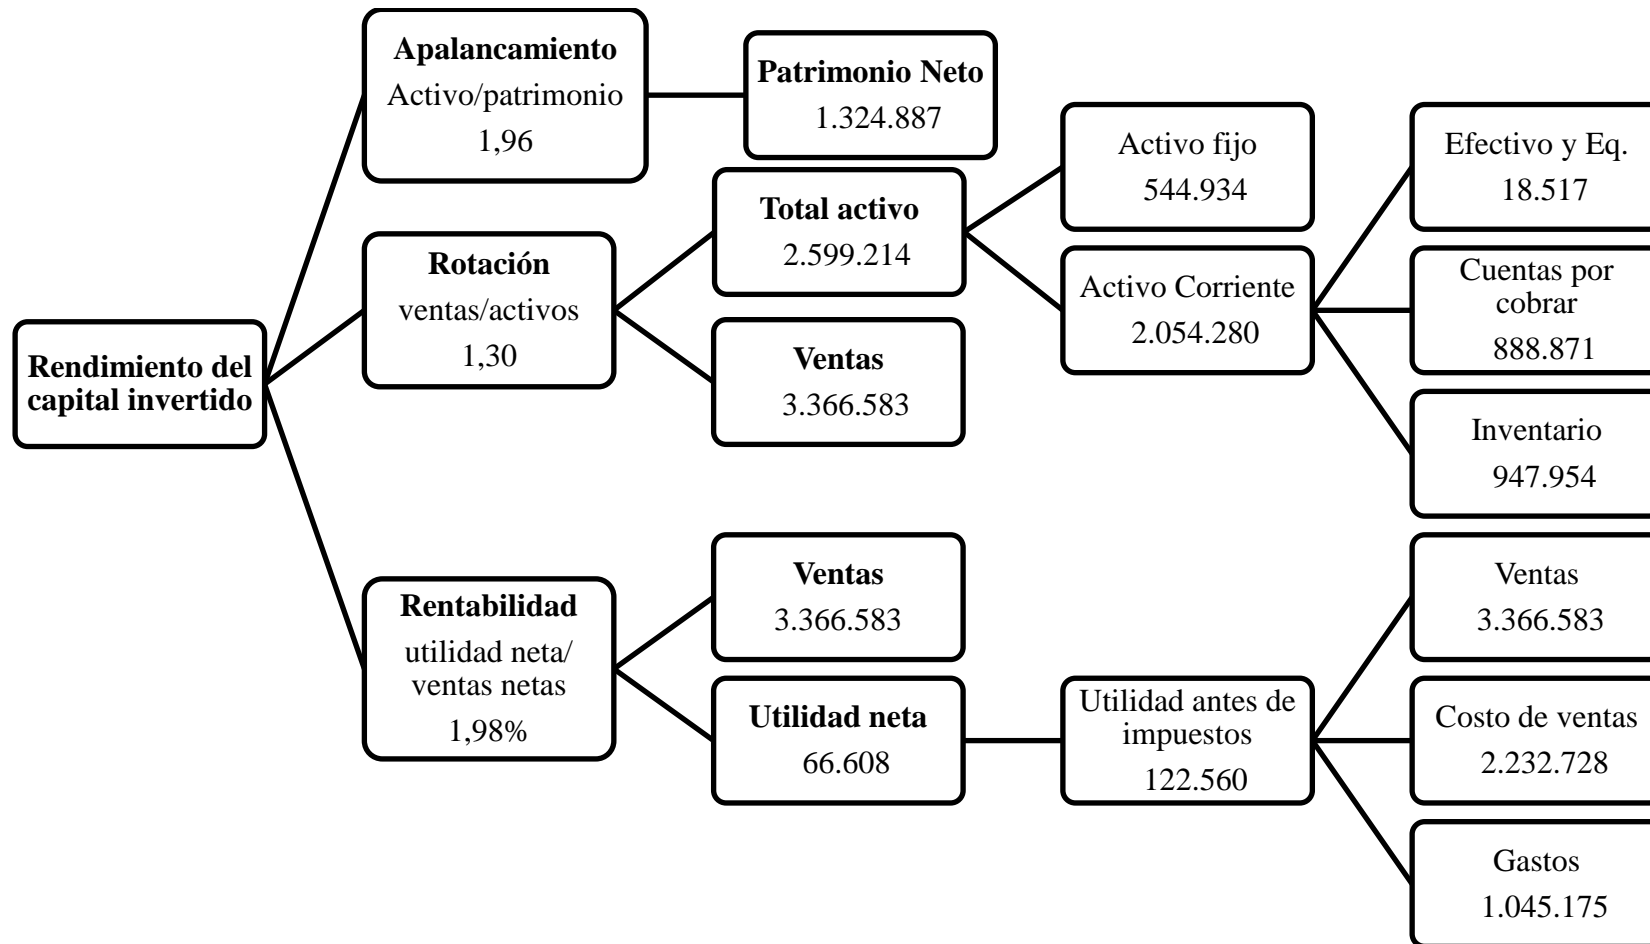 Apalancamiento
Activo/patrimonio
1,96
Patrimonio Neto
1.324.887
Activo fijo
544.934
Efectivo y Eq.
18.517
Total activo
2.599.214
Rotación
ventas/activos
1,30
Activo Corriente
2.054.280
Cuentas por
cobrar
888.871
Ventas
3.366.583
Rendimiento del
capital invertido
Inventario
947.954
Ventas
3.366.583
Ventas
3.366.583
Rentabilidad
utilidad neta/
ventas netas
1,98%
Utilidad neta
66.608
Utilidad antes de
impuestos
122.560
Costo de ventas
2.232.728
Gastos
1.045.175